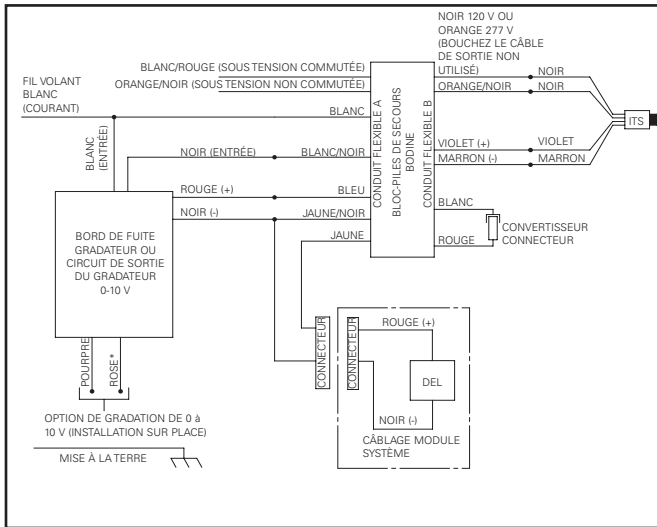 NOIR 120 V OU
ORANGE 277 V
(BOUCHEZ LE CÂBLE
DE SORTIE NON
UTILISÉ)
NOIR
BLANC/ROUGE (SOUS TENSION COMMUTÉE)
ORANGE/NOIR (SOUS TENSION NON COMMUTÉE)
ORANGE/NOIR
NOIR
FIL VOLANT
BLANC
(COURANT)
BLANC
ITS
BLANC
(ENTRÉE)
CONDUIT FLEXIBLE A
BLOC-PILES DE SECOURS
BODINE
CONDUIT FLEXIBLE B
VIOLET (+)
VIOLET
NOIR (ENTRÉE)
BLANC/NOIR
MARRON (-)
MARRON
ROUGE (+)
BLEU
BLANC
NOIR (-)
JAUNE/NOIR
CONVERTISSEUR
CONNECTEUR
JAUNE
ROUGE
BORD DE FUITE
GRADATEUR OU
CIRCUIT DE SORTIE
DU GRADATEUR
0-10 V
CONNECTEUR
CONNECTEUR
ROUGE (+)
DEL
NOIR (-)
POURPRE
ROSE*
OPTION DE GRADATION DE 0 à
10 V (INSTALLATION SUR PLACE)
CÂBLAGE MODULE
SYSTÈME
MISE À LA TERRE